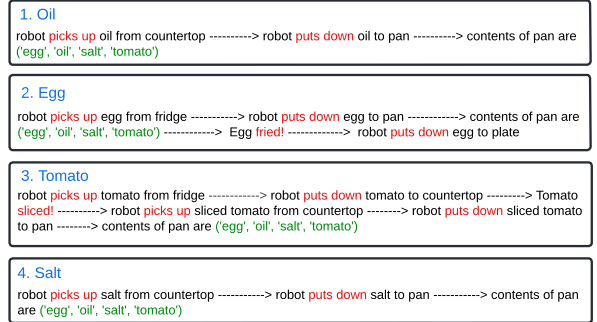 1. Oil
robot picks up oil from countertop ----------> robot puts down oil to pan ----------> contents of pan are
('egg', 'oil', 'salt', 'tomato')
2. Egg
robot picks up egg from fridge -----------> robot puts down egg to pan -----------> contents of pan are
('egg', 'oil', 'salt', 'tomato') ------------> Egg fried! -------------> robot puts down egg to plate
3. Tomato
robot picks up tomato from fridge ------------> robot puts down tomato to countertop ---------> Tomato
sliced! ----------> robot picks up sliced tomato from countertop --------> robot puts down sliced tomato
to pan --------> contents of pan are ('egg', 'oil', 'salt', 'tomato')
4. Salt
robot picks up salt from countertop -----------> robot puts down salt to pan -----------> contents of pan
are ('egg', 'oil', 'salt', 'tomato')